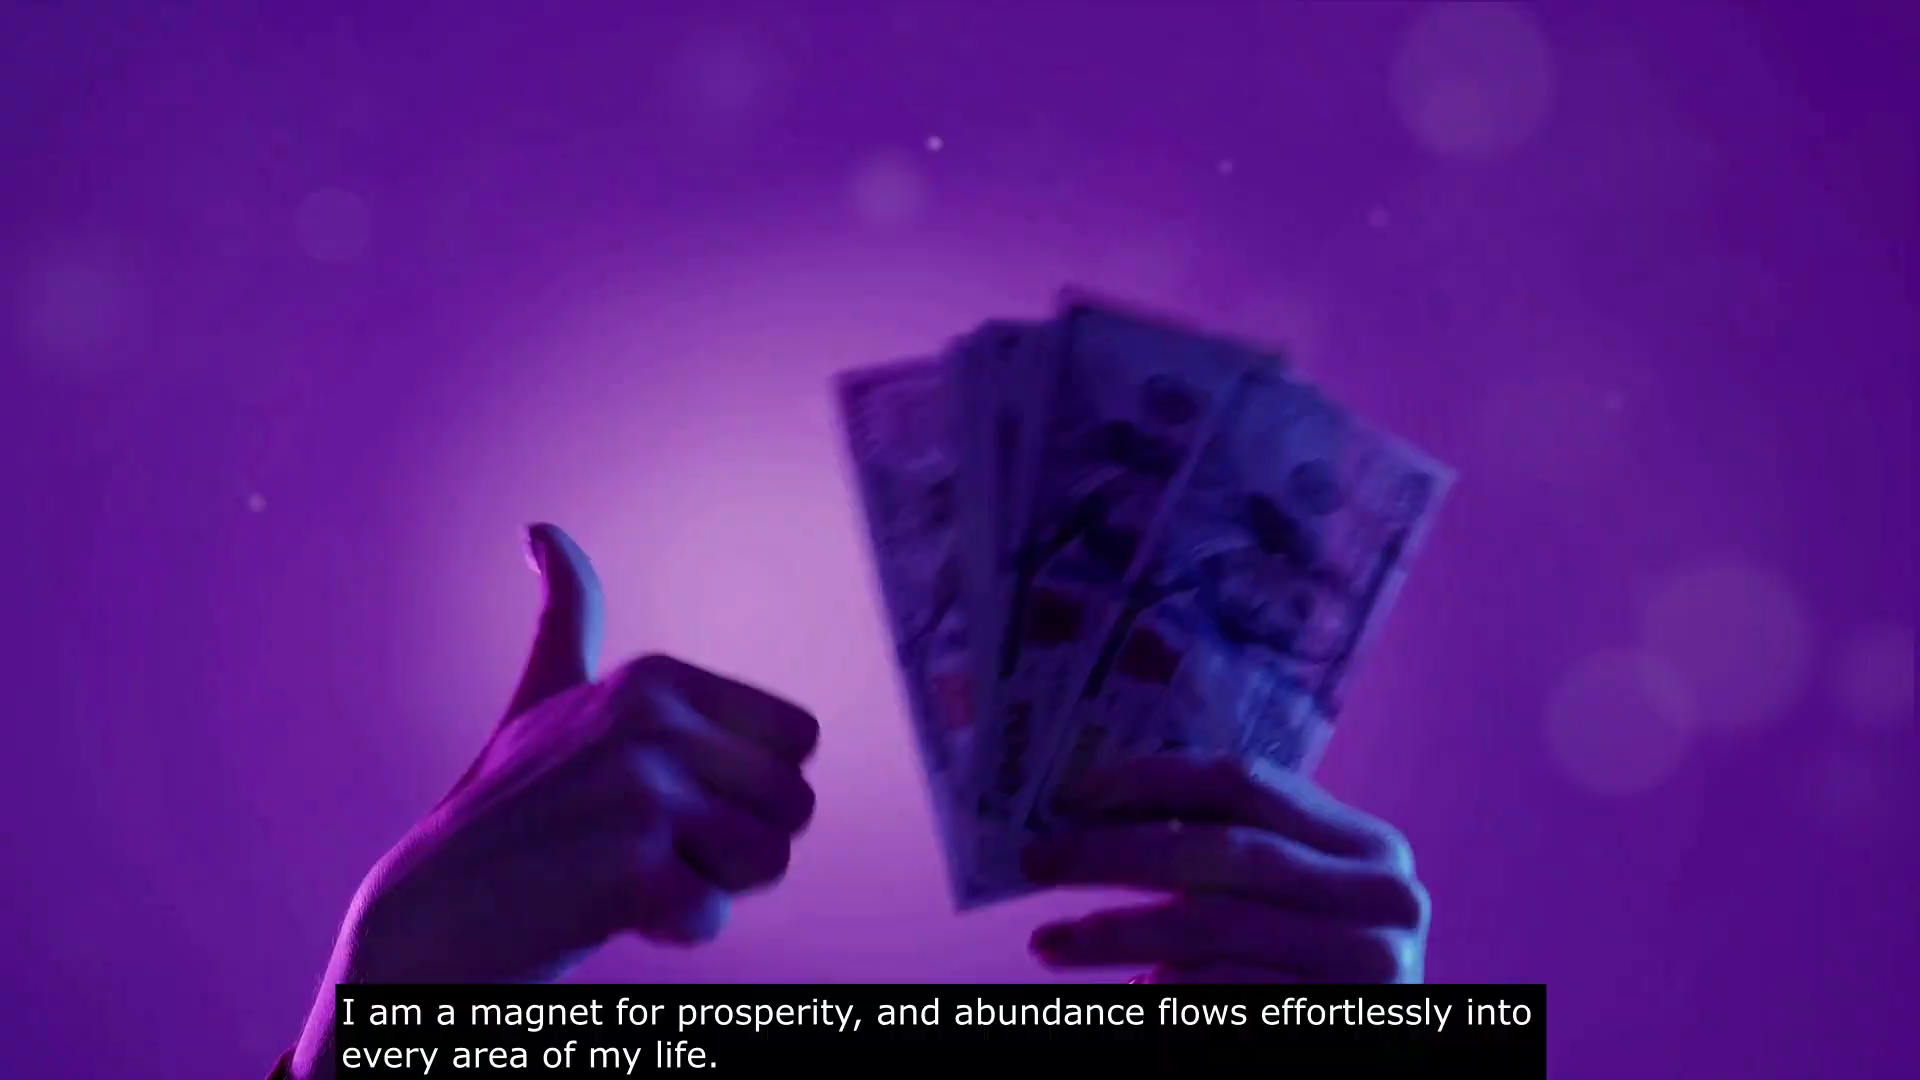 I am a magnet for prosperity, and abundance flows effortlessly into
every area of my life.